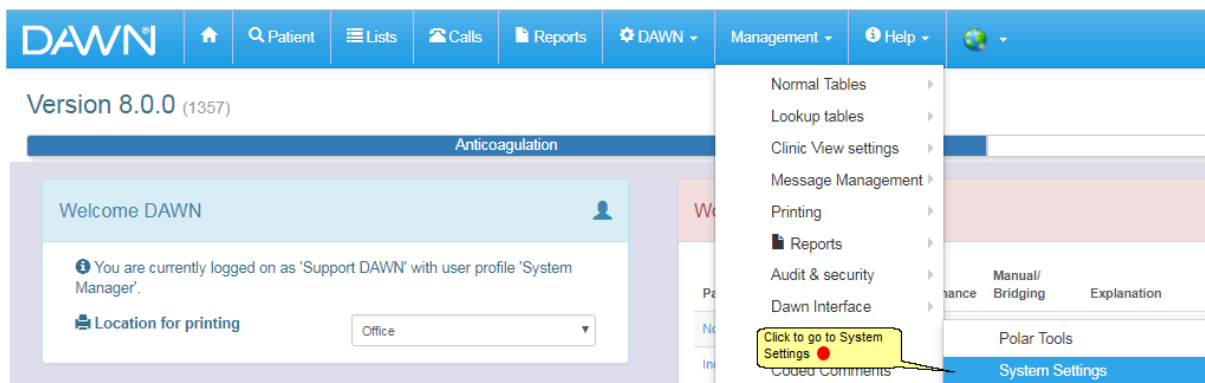 DAWN®
Patient
Lists
Calls
Reports
DAWN
Management
Help
Version 8.0.0 (1357)
Anticoagulation
Welcome DAWN
You are currently logged on as 'Support DAWN' with user profile 'System
Manager'.
Location for printing
Office
Normal Tables
Lookup tables
Clinic View settings
Message Management
Printing
Reports
Audit & security
Dawn Interface
Click to go to System
Settings
Coded Comments
Polar Tools
System Settings
Manual/
Bridging
Explanation